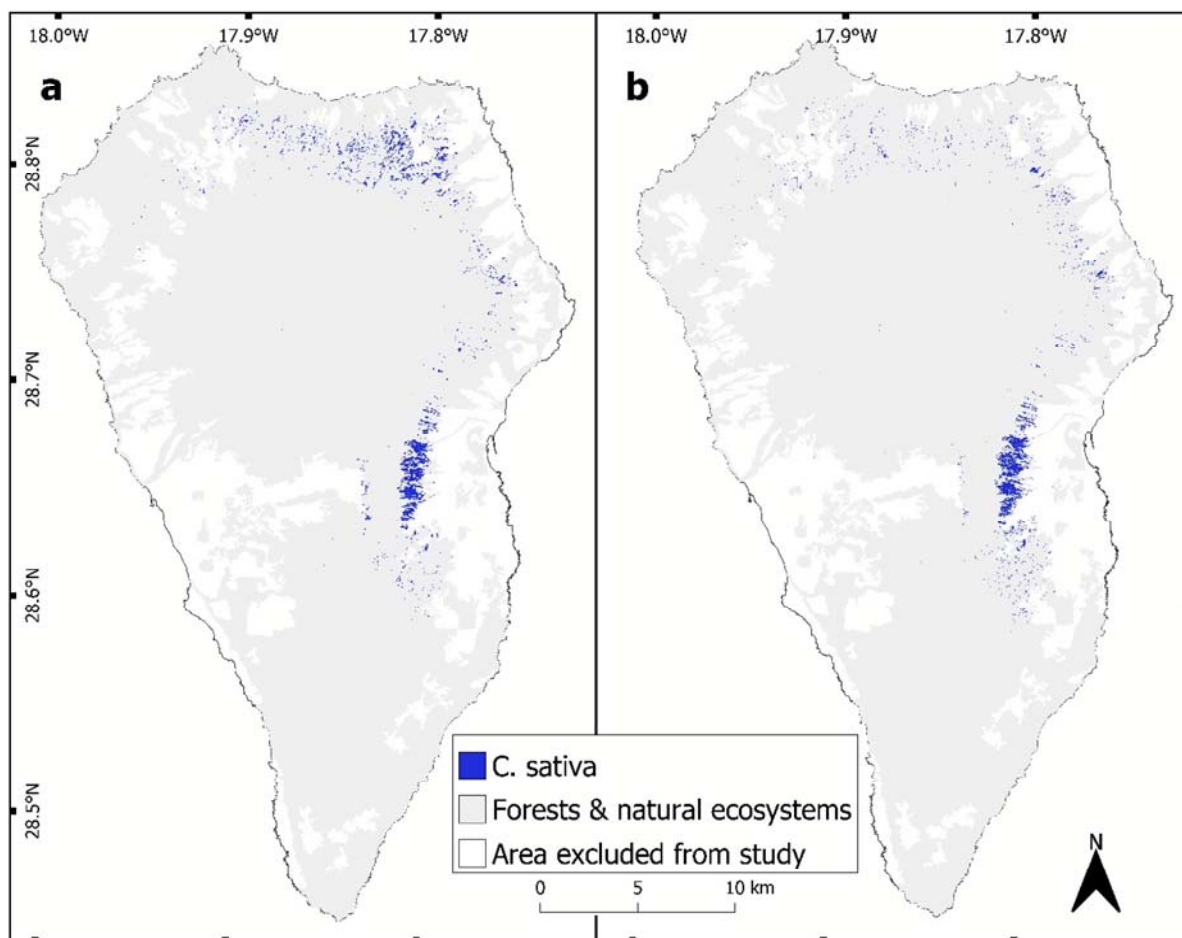 18.0°W 17.9°W 17.8°W 18.0°W 17.9°W 17.8°W
a b
28.8°N
28.7°N
28.6°N
28.5°N
C. sativa
Forests & natural ecosystems
Area excluded from study
N
0 5 10 km